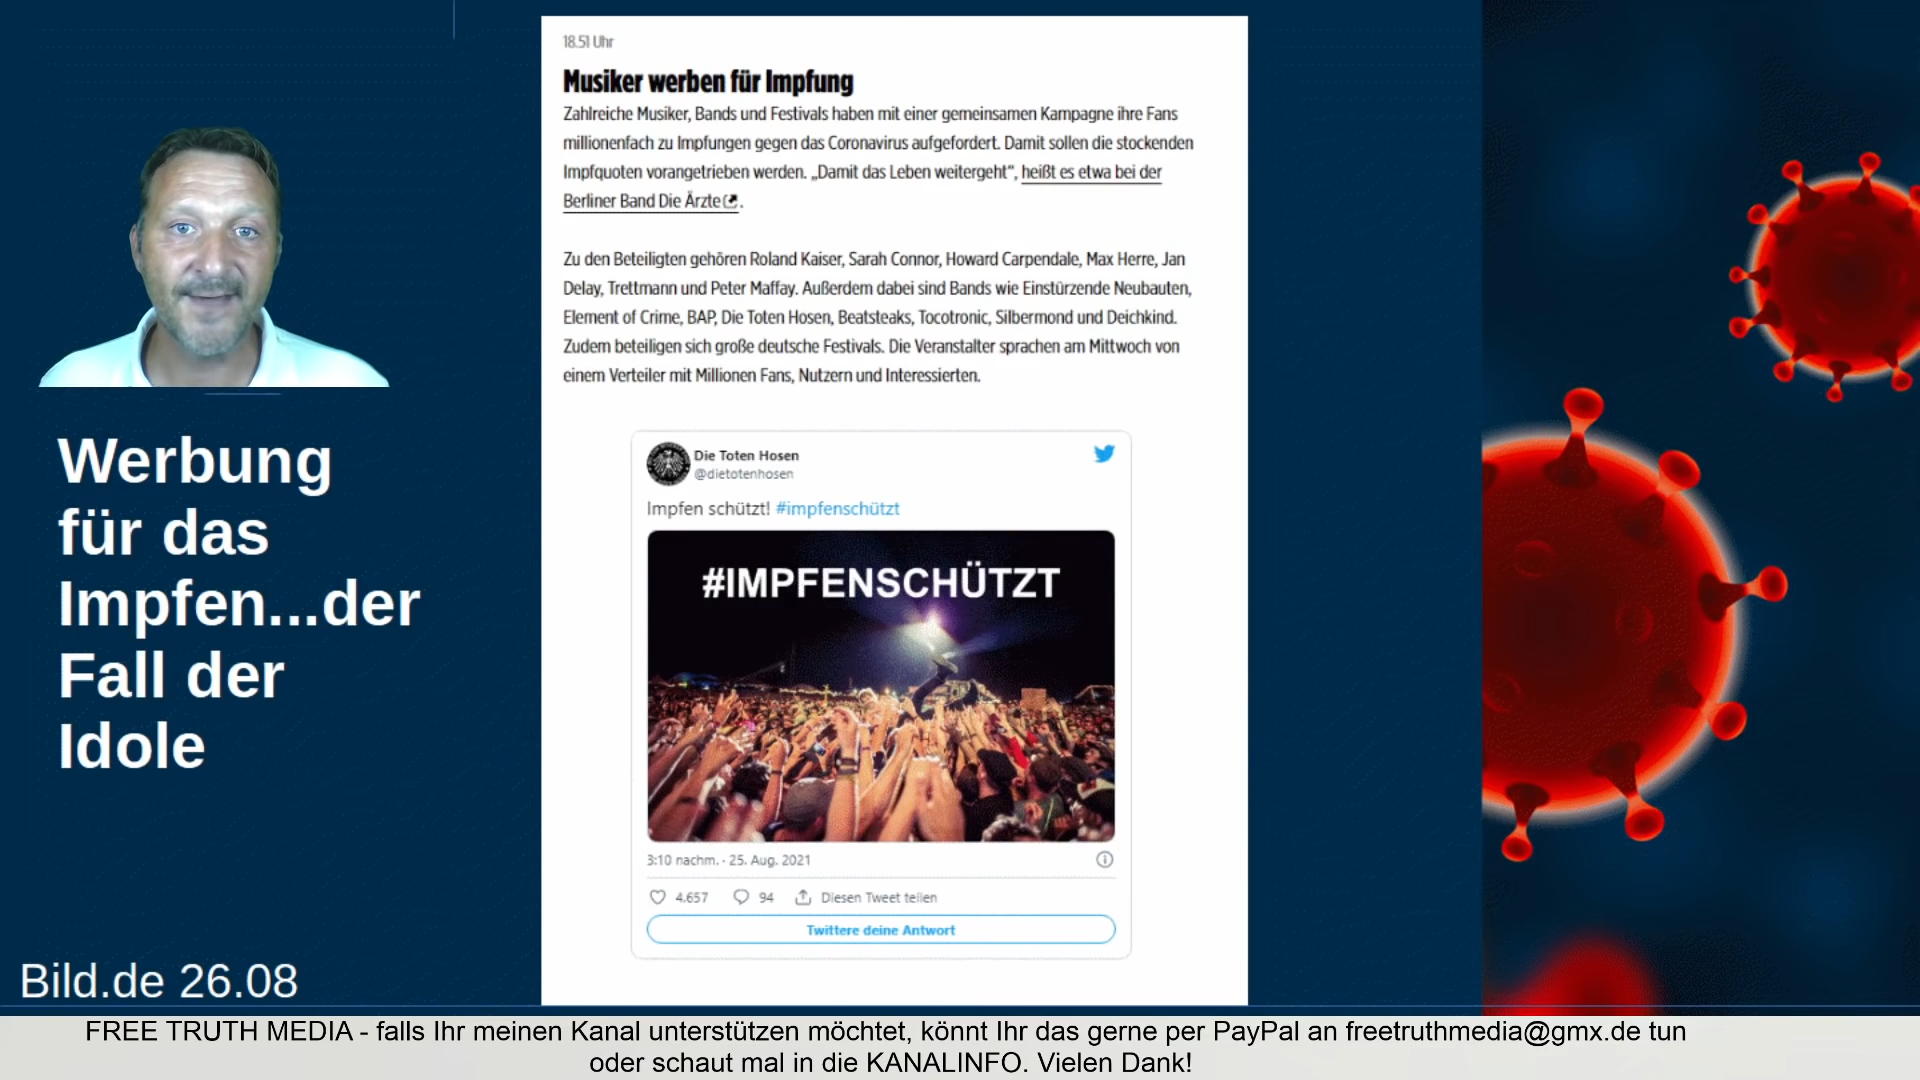 18.51 Uhr
Musiker werben für Impfung
Zahlreiche Musiker, Bands und Festivals haben mit einer gemeinsamen Kampagne ihre Fans
millionenfach zu Impfungen gegen das Coronavirus aufgefordert. Damit sollen die stockenden
Impfquoten vorangetrieben werden. „Damit das Leben weitergeht“, heißt es etwa bei der
Berliner Band Die Ärzte.
Zu den Beteiligten gehören Roland Kaiser, Sarah Connor, Howard Carpendale, Max Herre, Jan
Delay, Trettmann und Peter Maffay. Außerdem dabei sind Bands wie Einstürzende Neubauten,
Element of Crime, BAP, Die Toten Hosen, Beatsteaks, Tocotronic, Silbermond und Deichkind.
Zudem beteiligen sich große deutsche Festivals. Die Veranstalter sprachen am Mittwoch von
einem Verteiler mit Millionen Fans, Nutzern und Interessierten.
Die Toten Hosen
@dietotenhosen
Impfen schützt! #impfenschützt
#IMPFENSCHÜTZT
3:10 nachm. · 25. Aug. 2021
4.657 94 Diesen Tweet teilen
Twittere deine Antwort
Werbung
für das
Impfen...der
Fall der
Idole
Bild.de 26.08
FREE TRUTH MEDIA - falls Ihr meinen Kanal unterstützen möchtet, könnt Ihr das gerne per PayPal an freetruthmedia@gmx.de tun
oder schaut mal in die KANALINFO. Vielen Dank!